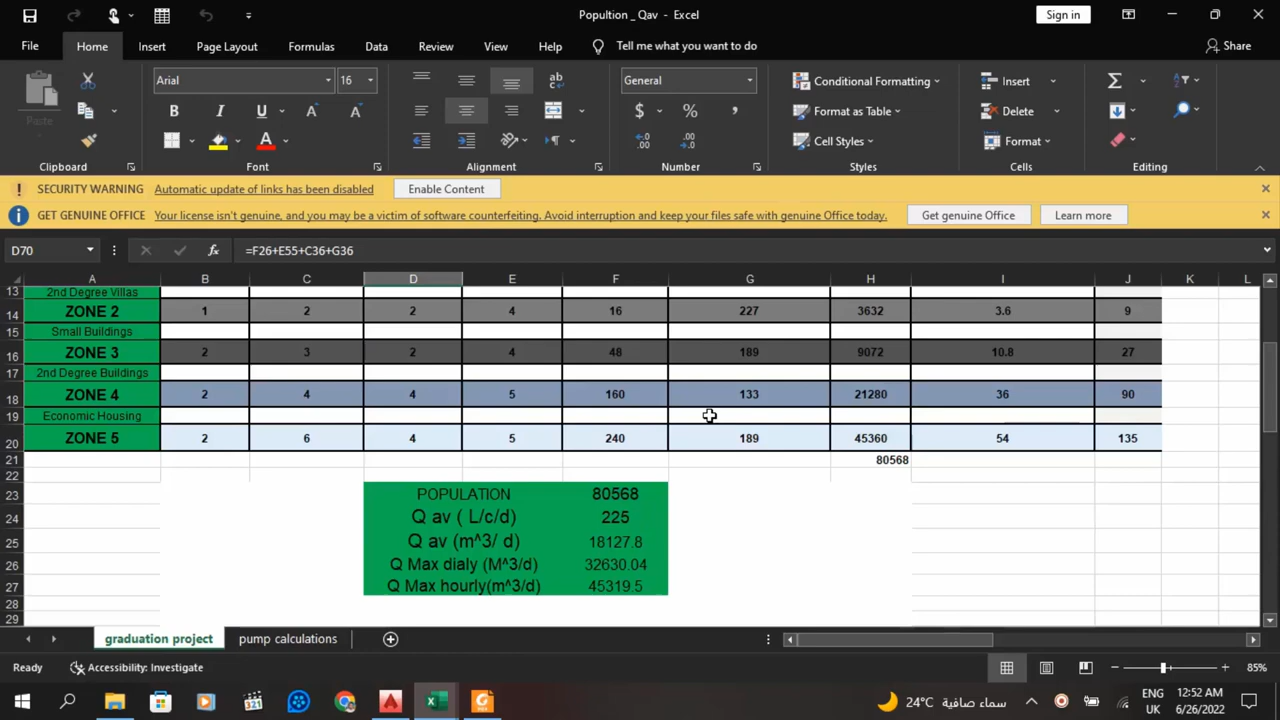 Popultion _ Qav - Excel
Sign in
File Home Insert Page Layout Formulas Data Review View Help Tell me what you want to do Share
Paste
Clipboard
Arial 16
B I U A A
A
Font
ab
Alignment
General
$ % ,
.00
Number
Conditional Formatting
Format as Table
Cell Styles
Styles
Insert
Delete
Format
Cells
Editing
SECURITY WARNING Automatic update of links has been disabled Enable Content
GET GENUINE OFFICE Your license isn't genuine, and you may be a victim of software counterfeiting. Avoid interruption and keep your files safe with genuine Office today. Get genuine Office Learn more
D70 fx =F26+E55+C36+G36
A B C D E F G H I J K L
13 2nd Degree Villas
14 ZONE 2 1 2 2 4 16 227 3632 3.6 9
15 Small Buildings
16 ZONE 3 2 3 2 4 48 189 9072 10.8 27
17 2nd Degree Buildings
18 ZONE 4 2 4 4 5 160 133 21280 36 90
19 Economic Housing
20 ZONE 5 2 6 4 5 240 189 45360 54 135
21 80568
22
23 POPULATION 80568
24 Q av ( L/c/d) 225
25 Q av (m^3/ d) 18127.8
26 Q Max dialy (M^3/d) 32630.04
27 Q Max hourly(m^3/d) 45319.5
28
29
graduation project pump calculations
Ready Accessibility: Investigate 85%
24°C سماء صافية
ENG
UK
12:52 AM
6/26/2022